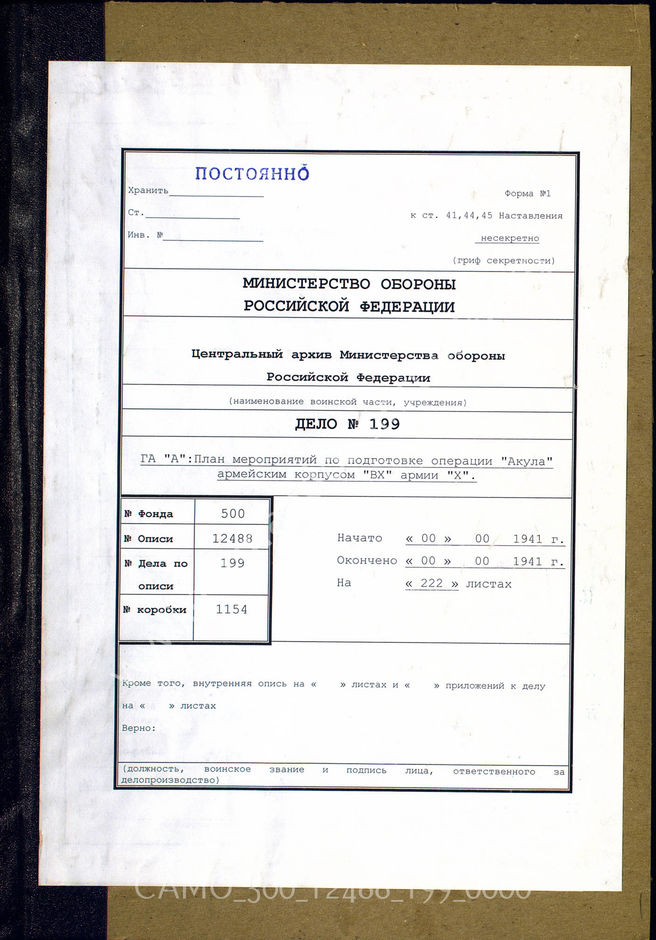 ПОСТОЯННО
Хранить
Форма №1
Ст.
к ст. 41,44,45 Наставления
Инв. №
несекретно
(гриф секретности)
МИНИСТЕРСТВО ОБОРОНЫ
РОССИЙСКОЙ ФЕДЕРАЦИИ
Центральный архив Министерства обороны
Российской Федерации
(наименование воинской части, учреждения)
ДЕЛО № 199
ГА "А":План мероприятий по подготовке операции "Акула"
армейским корпусом "ВХ" армии "Х".
№ Фонда 500
№ Описи 12488
№ Дела по описи 199
№ коробки 1154
Начато « 00 » 00 1941 г.
Окончено « 00 » 00 1941 г.
На « 222 » листах
Кроме того, внутренняя опись на « » листах и « » приложений к делу
на « » листах
Верно:
(должность, воинское звание и подпись лица, ответственного за
делопроизводство)
CAMO_500_12488_199_0000